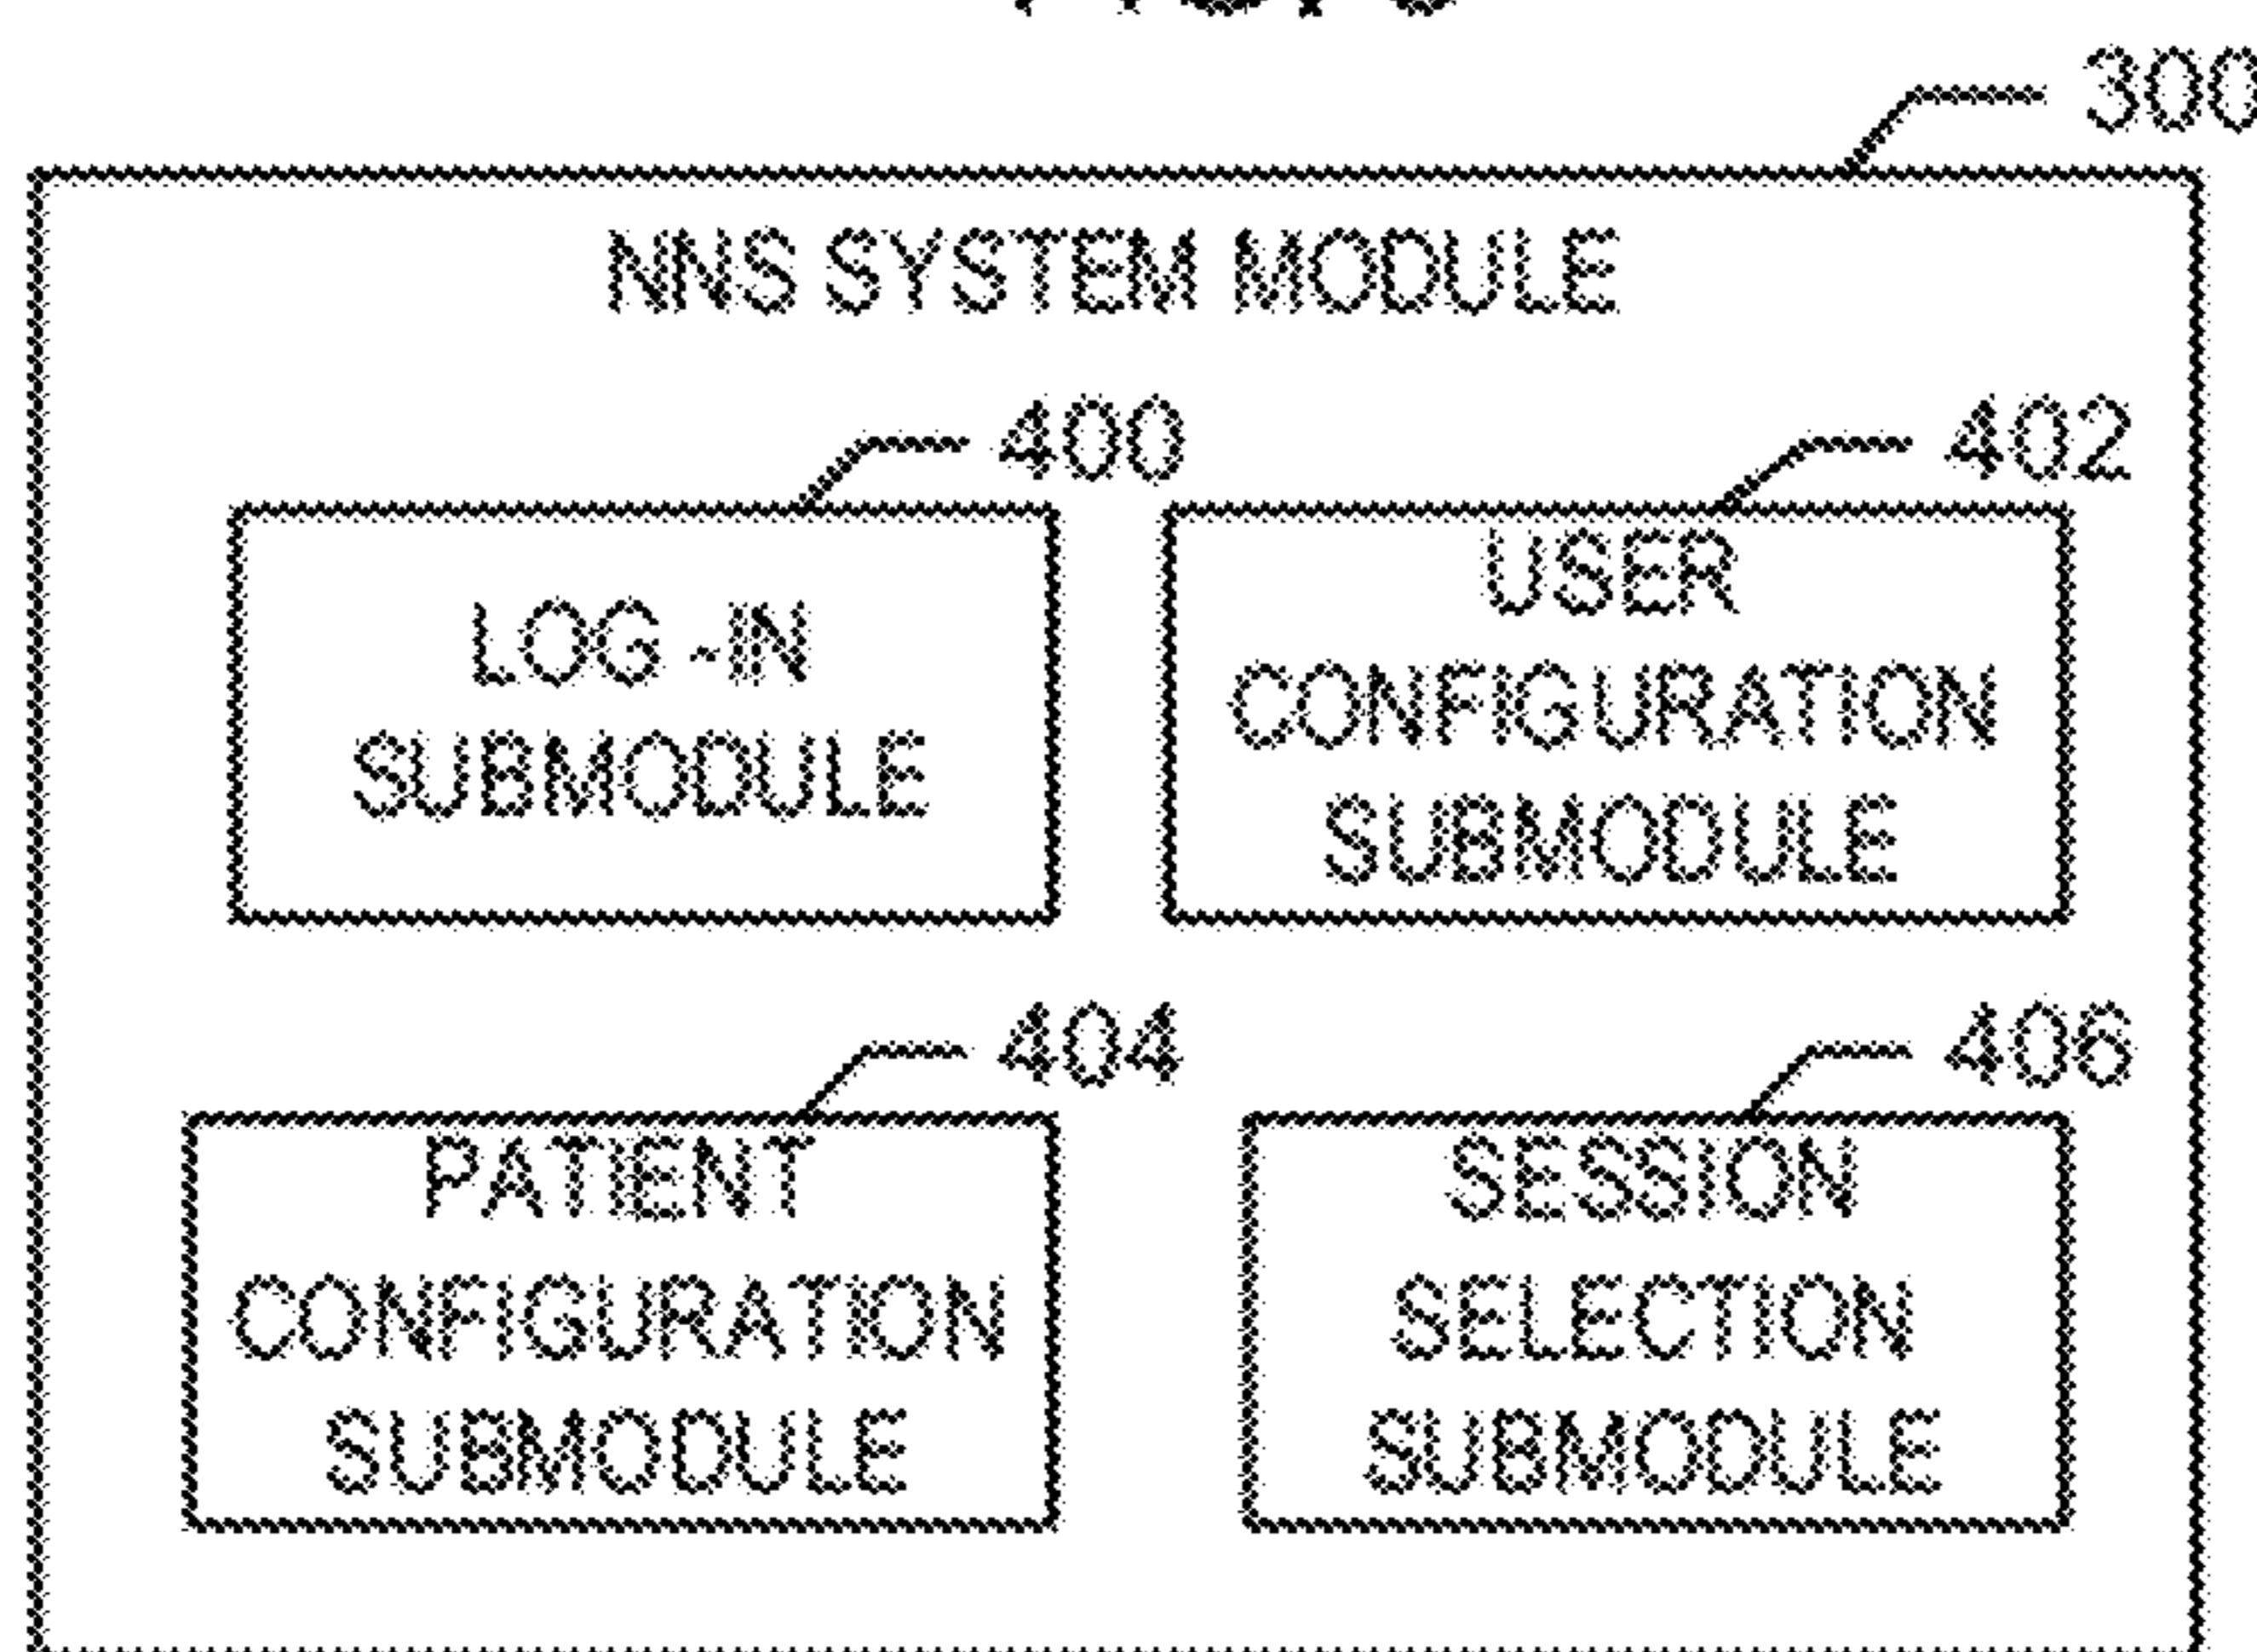 300
NNS SYSTEM MODULE
400
402
LOG -IN
SUBMODULE
USER
CONFIGURATION
SUBMODULE
404
406
PATIENT
CONFIGURATION
SUBMODULE
SESSION
SELECTION
SUBMODULE